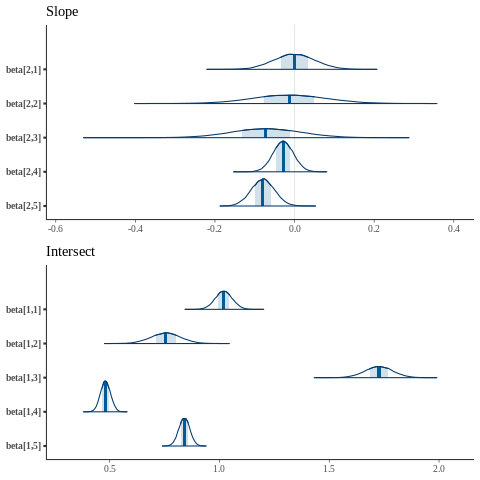 Slope
beta[2,1]
beta[2,2]
beta[2,3]
beta[2,4]
beta[2,5]
-0.6 -0.4 -0.2 0.0 0.2 0.4
Intersect
beta[1,1]
beta[1,2]
beta[1,3]
beta[1,4]
beta[1,5]
0.5 1.0 1.5 2.0